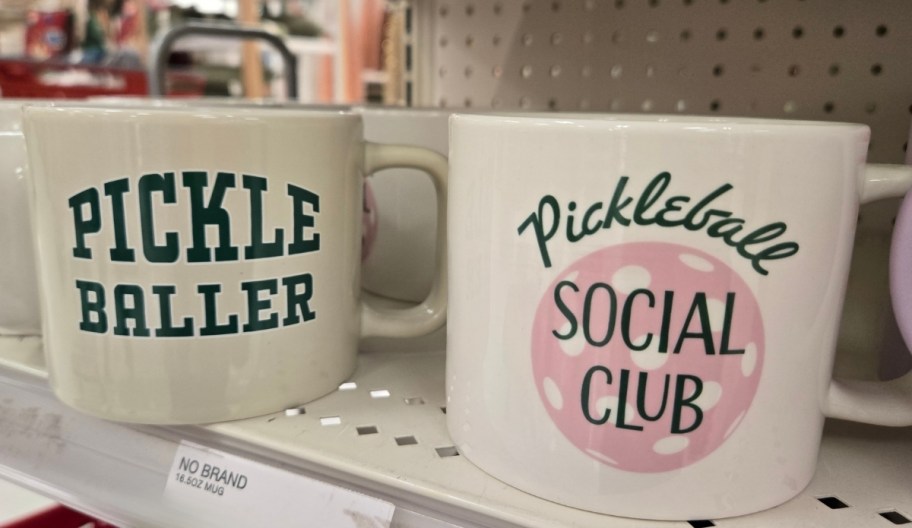 PICKLE
BALLER
Pickleball
SOCIAL
CLUB
NO BRAND
16.5OZ MUG